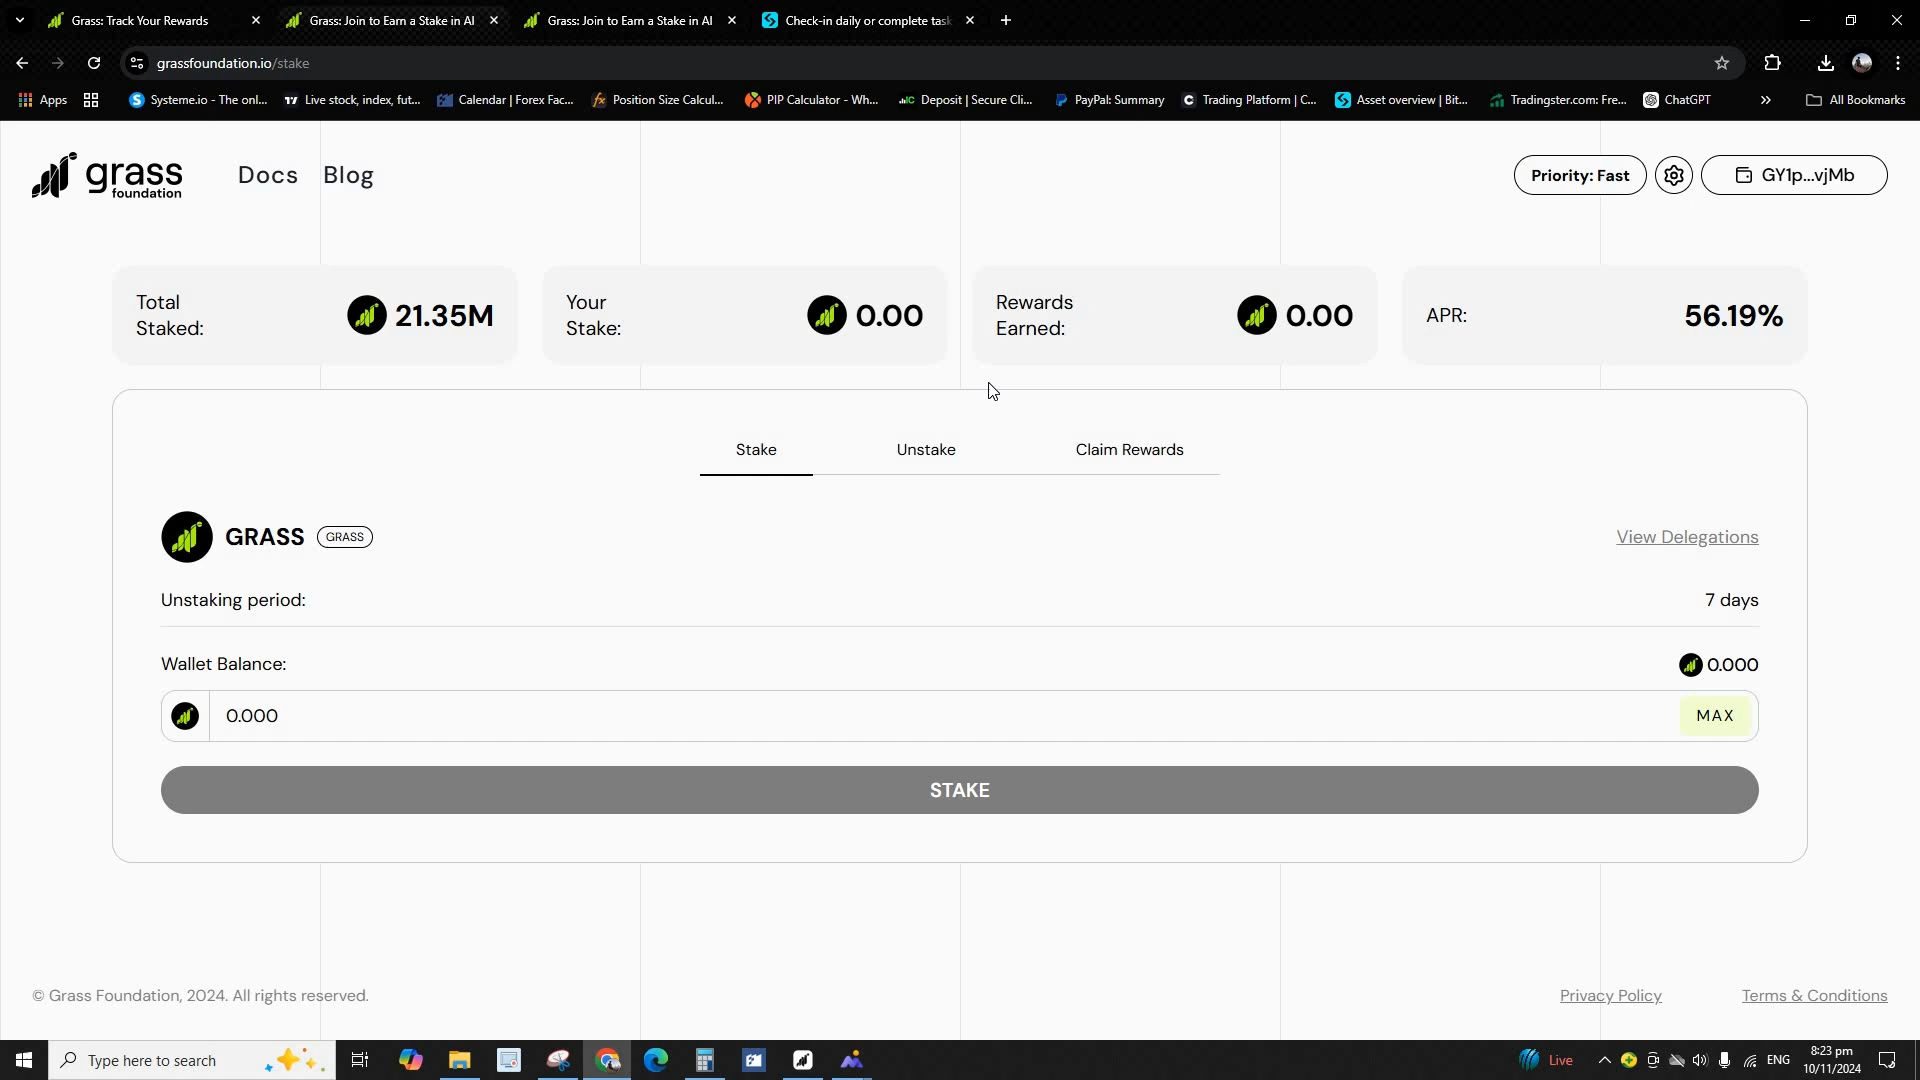 Grass: Track Your Rewards
Grass: Join to Earn a Stake in AI
Grass: Join to Earn a Stake in AI
Check-in daily or complete task
grassfoundation.io/stake
Apps
Systeme.io - The onl...
Live stock, index, fut...
Calendar | Forex Fac...
Position Size Calcul...
PIP Calculator - Wh...
Deposit | Secure Cli...
PayPal: Summary
Trading Platform | C...
Asset overview | Bit...
Tradingster.com: Fre...
ChatGPT
All Bookmarks
grass
foundation
Docs
Blog
Priority: Fast
GY1p...vjMb
Total
Staked:
21.35M
Your
Stake:
0.00
Rewards
Earned:
0.00
APR:
56.19%
Stake
Unstake
Claim Rewards
GRASS
GRASS
View Delegations
Unstaking period:
7 days
Wallet Balance:
0.000
0.000
MAX
STAKE
© Grass Foundation, 2024. All rights reserved.
Privacy Policy
Terms & Conditions
Type here to search
Live
ENG
8:23 pm
10/11/2024